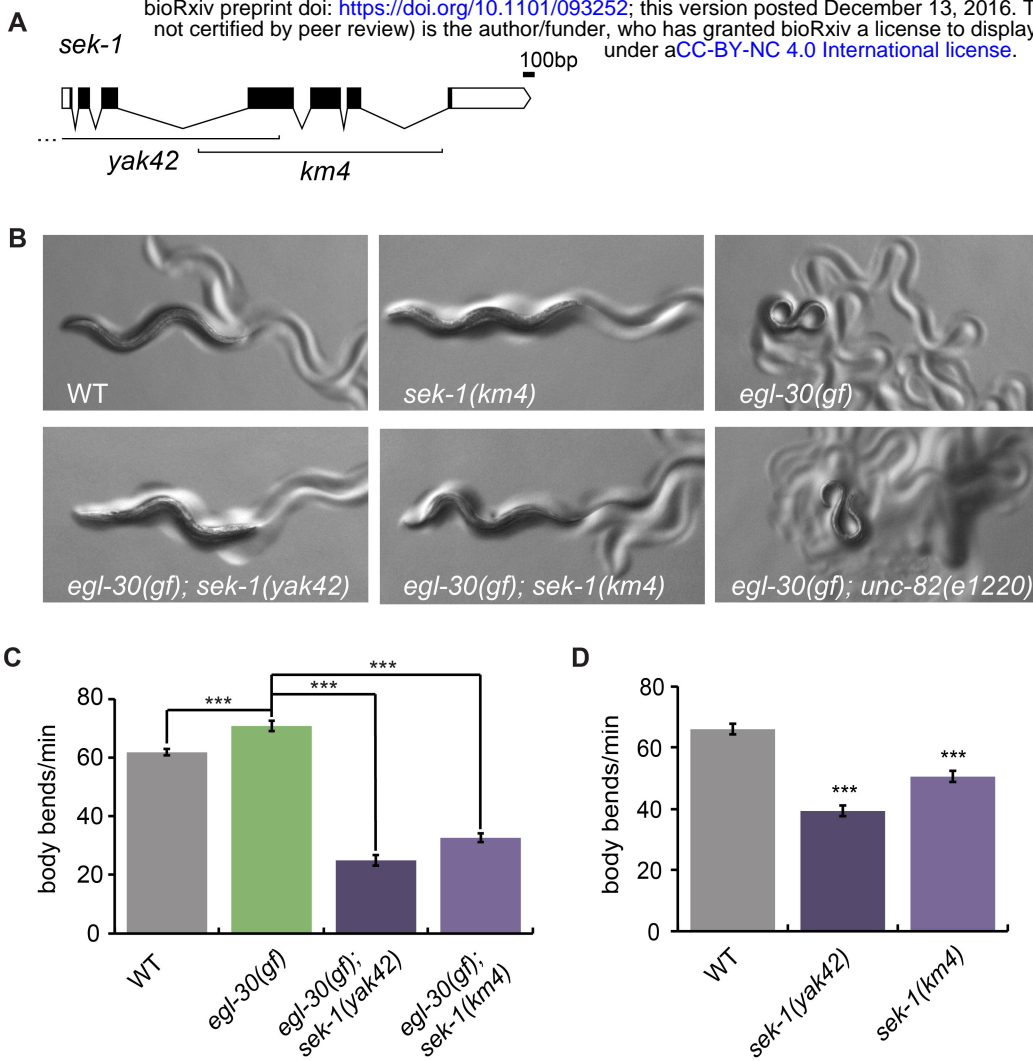 bioRxiv preprint doi: https://doi.org/10.1101/093252; this version posted December 13, 2016. T
not certified by peer review) is the author/funder, who has granted bioRxiv a license to display
under aCC-BY-NC 4.0 International license.
A
sek-1
100bp
...
yak42
km4
B
WT
sek-1(km4)
egl-30(gf)
egl-30(gf); sek-1(yak42)
egl-30(gf); sek-1(km4)
egl-30(gf); unc-82(e1220)
C
body bends/min
80
60
40
20
0
***
***
***
WT
egl-30(gf)
egl-30(gf);
sek-1(yak42)
egl-30(gf);
sek-1(km4)
D
body bends/min
80
60
40
20
0
***
***
WT
sek-1(yak42)
sek-1(km4)